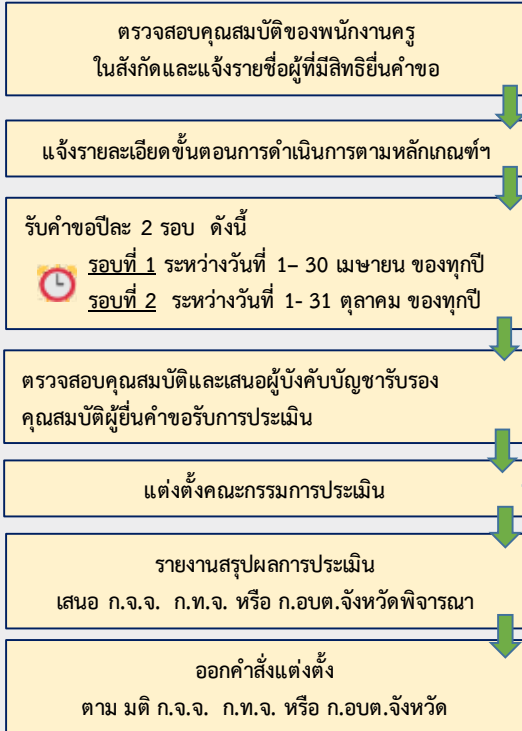 ตรวจสอบคุณสมบัติของพนักงานครู
ในสังกัดและแจ้งรายชื่อผู้ที่มีสิทธิยื่นคำขอ
แจ้งรายละเอียดขั้นตอนการดำเนินการตามหลักเกณฑ์ฯ
รับคำขอปีละ 2 รอบ ดังนี้
รอบที่ 1 ระหว่างวันที่ 1– 30 เมษายน ของทุกปี
รอบที่ 2 ระหว่างวันที่ 1- 31 ตุลาคม ของทุกปี
ตรวจสอบคุณสมบัติและเสนอผู้บังคับบัญชารับรอง
คุณสมบัติผู้ยื่นคำขอรับการประเมิน
แต่งตั้งคณะกรรมการประเมิน
รายงานสรุปผลการประเมิน
เสนอ ก.จ.จ. ก.ท.จ. หรือ ก.อบต.จังหวัดพิจารณา
ออกคำสั่งแต่งตั้ง
ตาม มติ ก.จ.จ. ก.ท.จ. หรือ ก.อบต.จังหวัด